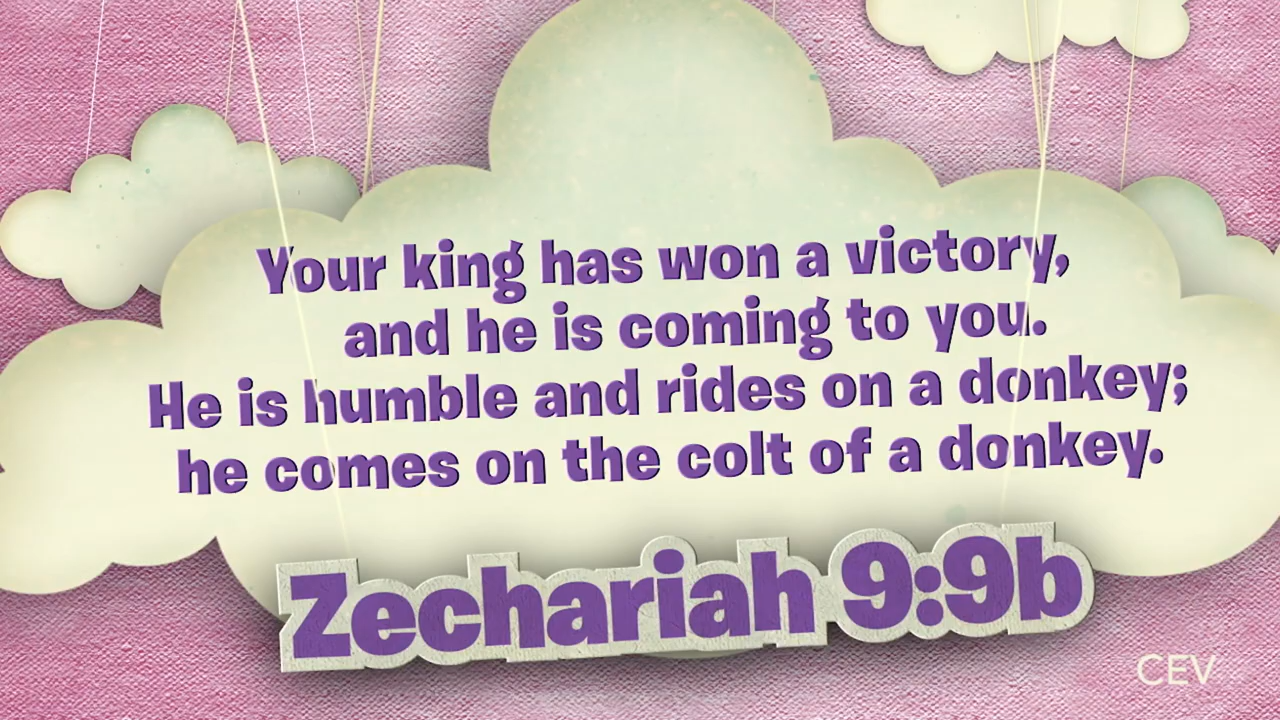 Your king has won a victory,
and he is coming to you.
He is humble and rides on a donkey;
he comes on the colt of a donkey.
Zechariah 9:9b
CEV